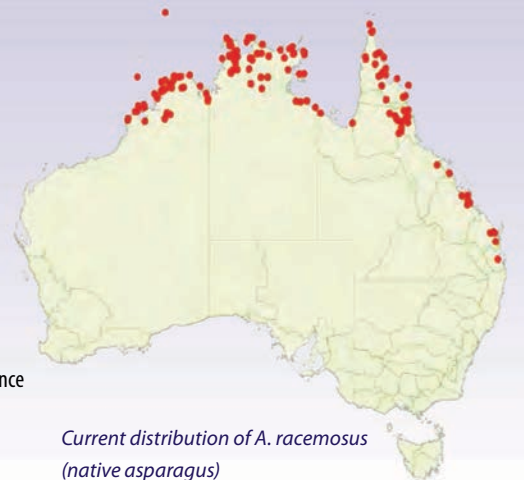 nce
Current distribution of A. racemosus
(native asparagus)